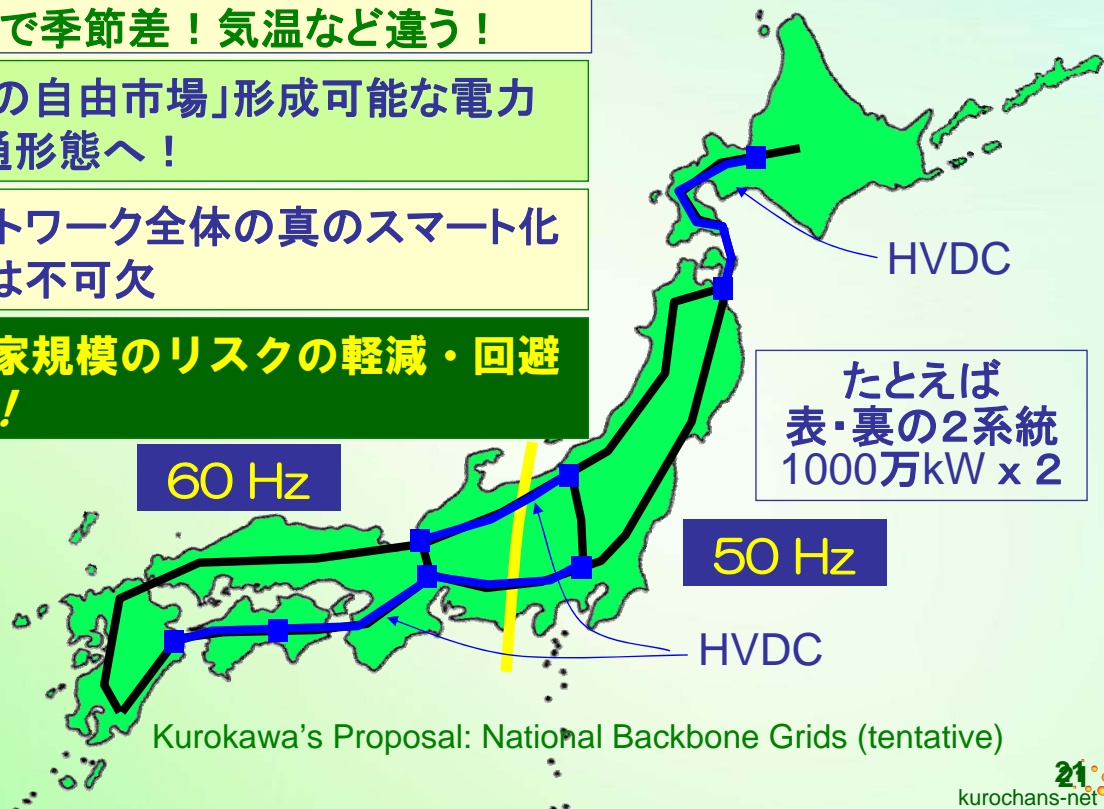 で季節差！気温など違う！
の自由市場」形成可能な電力
通形態へ！
トワーク全体の真のスマート化
は不可欠
家規模のリスクの軽減・回避
！
HVDC
たとえば
表・裏の２系統
1000万kW x 2
60 Hz
50 Hz
HVDC
Kurokawa's Proposal: National Backbone Grids (tentative)
21
kurochans-net